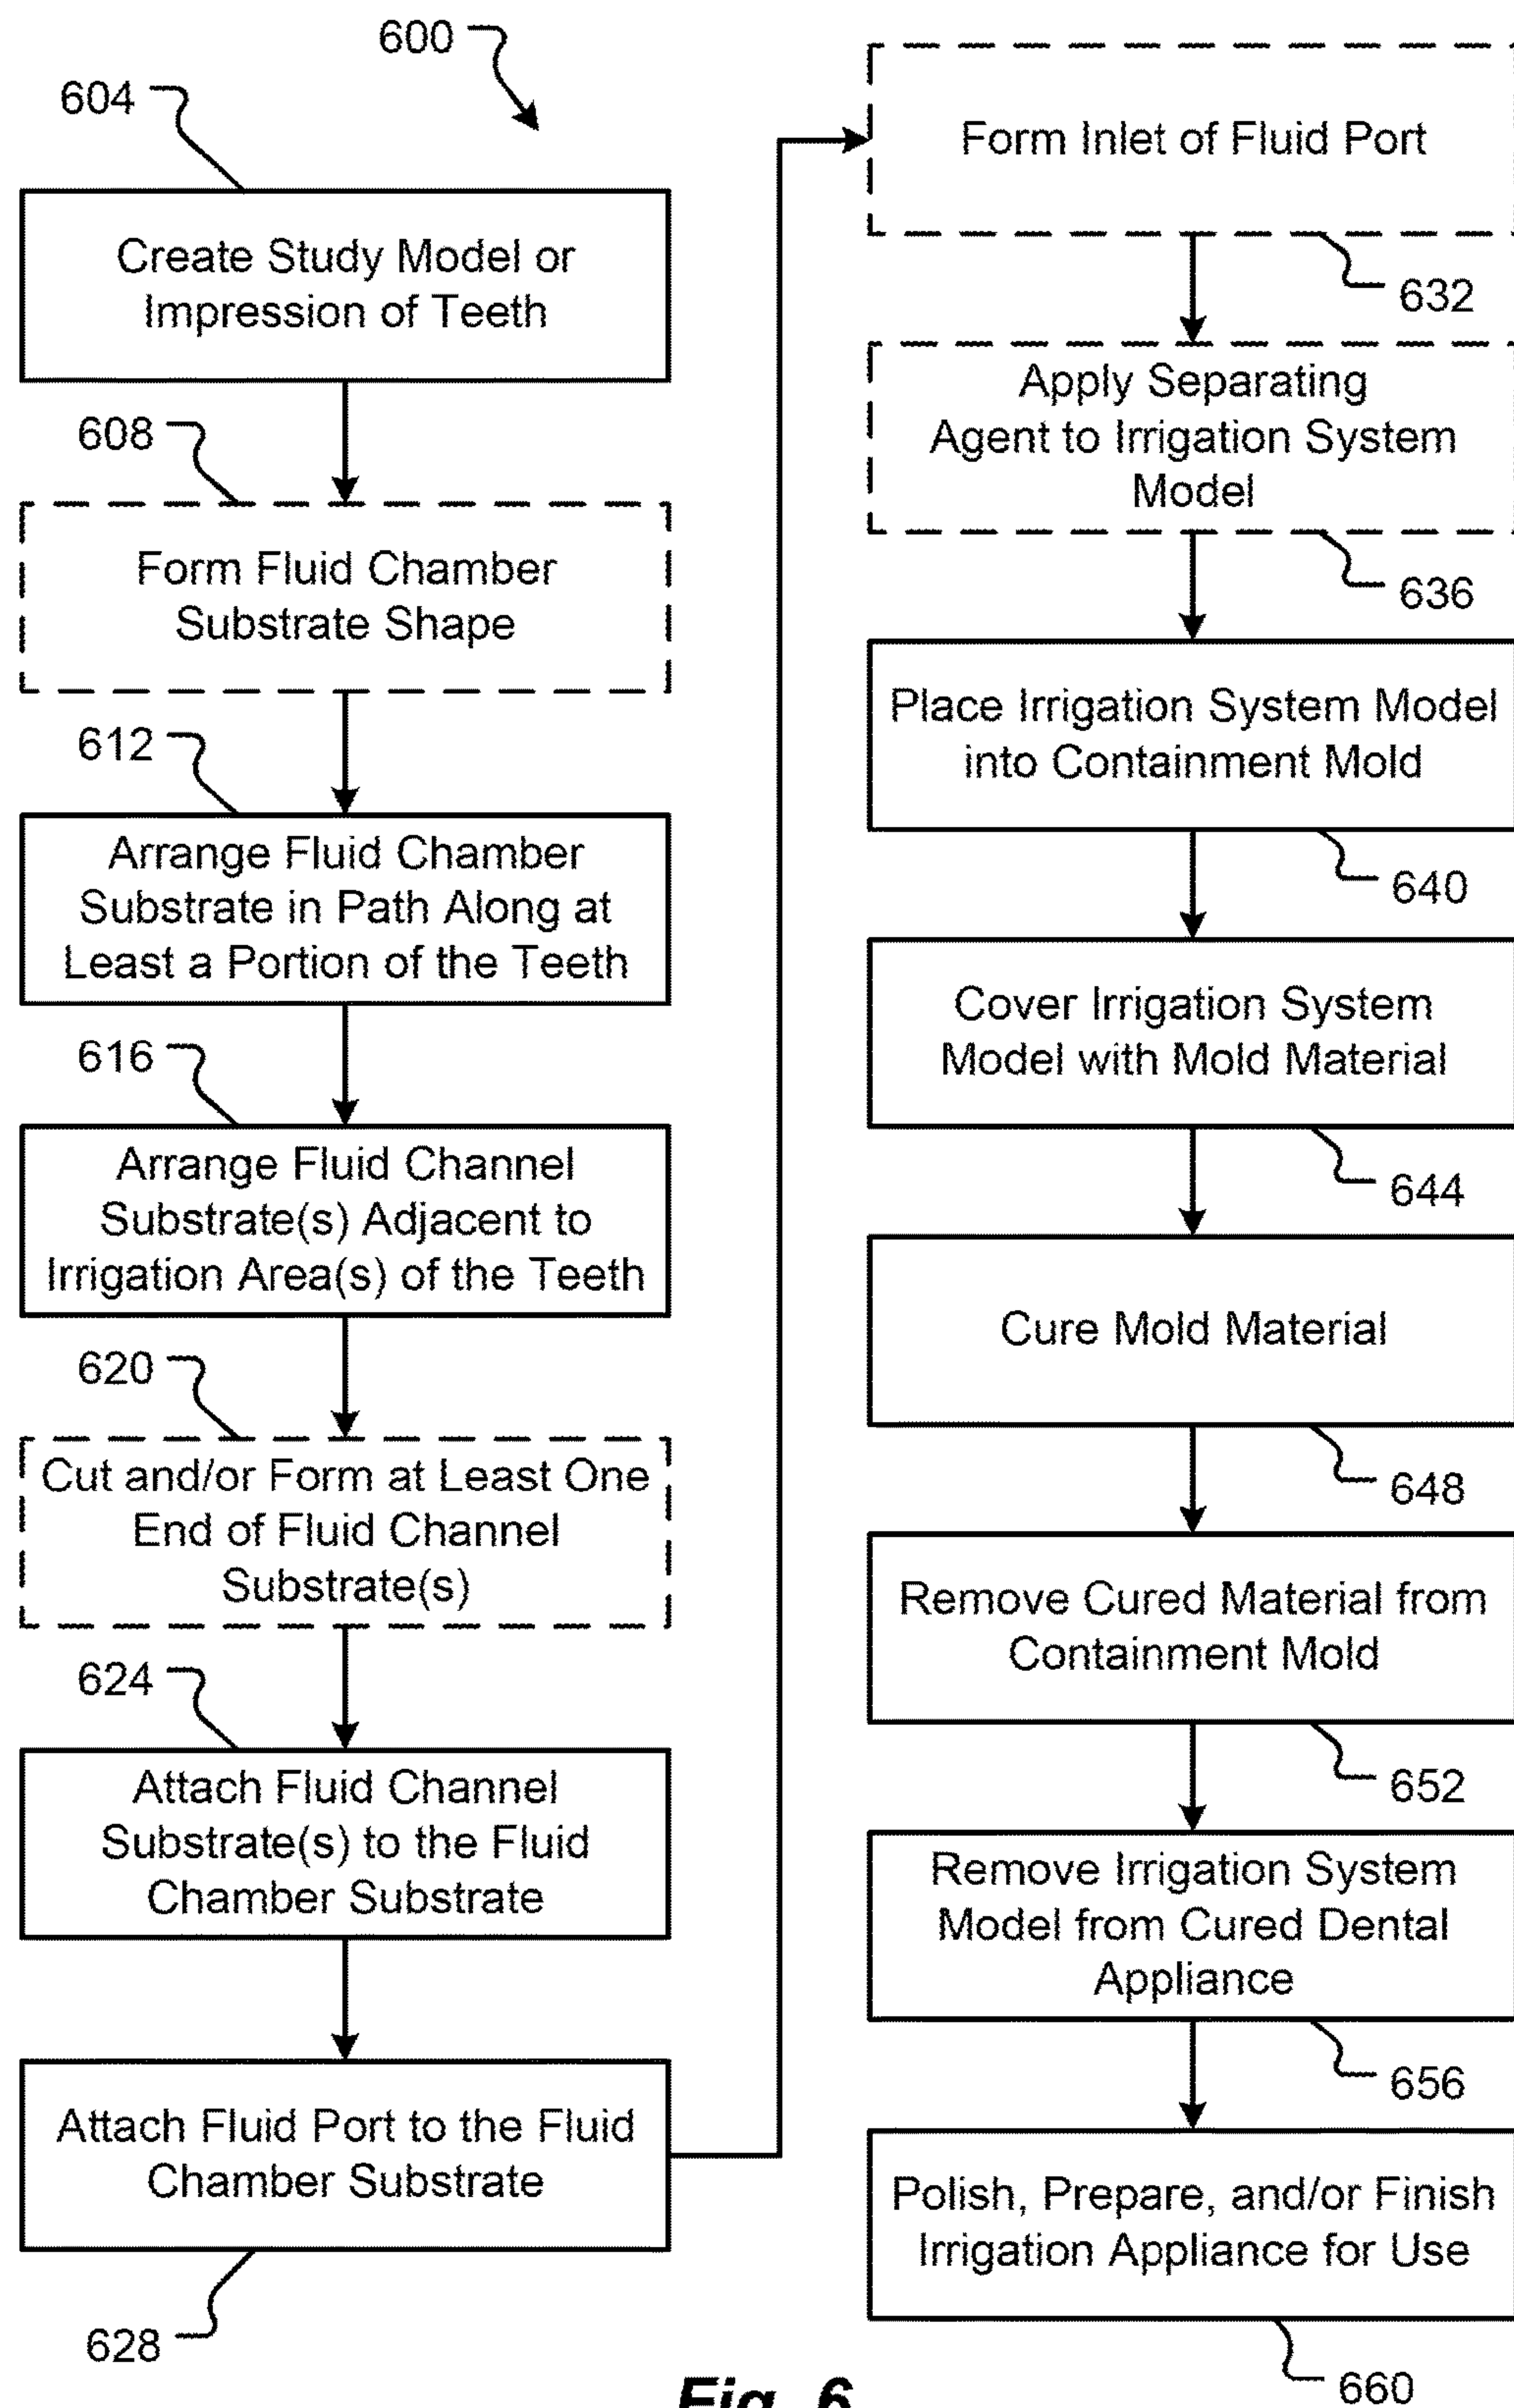 600
604
Create Study Model or
Impression of Teeth
608
Form Fluid Chamber
Substrate Shape
612
Arrange Fluid Chamber
Substrate in Path Along at
Least a Portion of the Teeth
616
Arrange Fluid Channel
Substrate(s) Adjacent to
Irrigation Area(s) of the Teeth
620
Cut and/or Form at Least One
End of Fluid Channel
Substrate(s)
624
Attach Fluid Channel
Substrate(s) to the Fluid
Chamber Substrate
Attach Fluid Port to the Fluid
Chamber Substrate
628
Form Inlet of Fluid Port
632
Apply Separating
Agent to Irrigation System
Model
636
Place Irrigation System Model
into Containment Mold
640
Cover Irrigation System
Model with Mold Material
644
Cure Mold Material
648
Remove Cured Material from
Containment Mold
652
Remove Irrigation System
Model from Cured Dental
Appliance
656
Polish, Prepare, and/or Finish
Irrigation Appliance for Use
660
Fig. 6